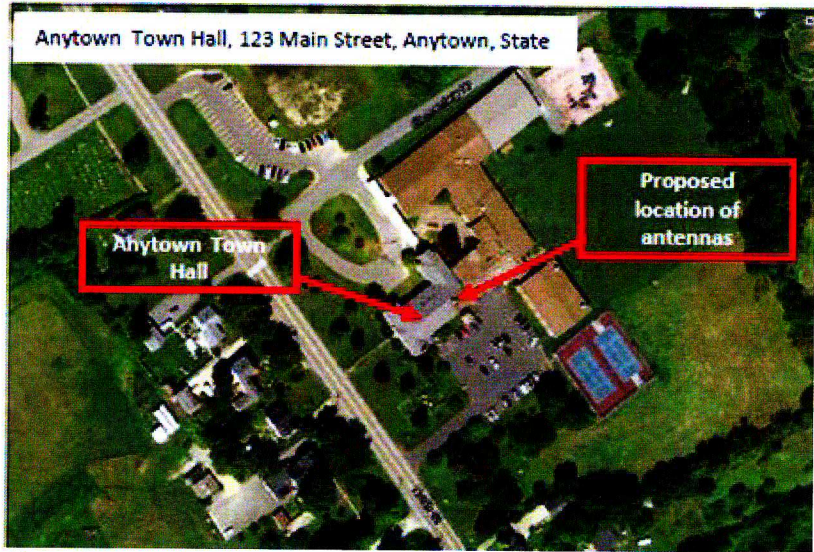 Anytown Town Hall, 123 Main Street, Anytown, State
Proposed
location of
antennas
Anytown Town
Hall